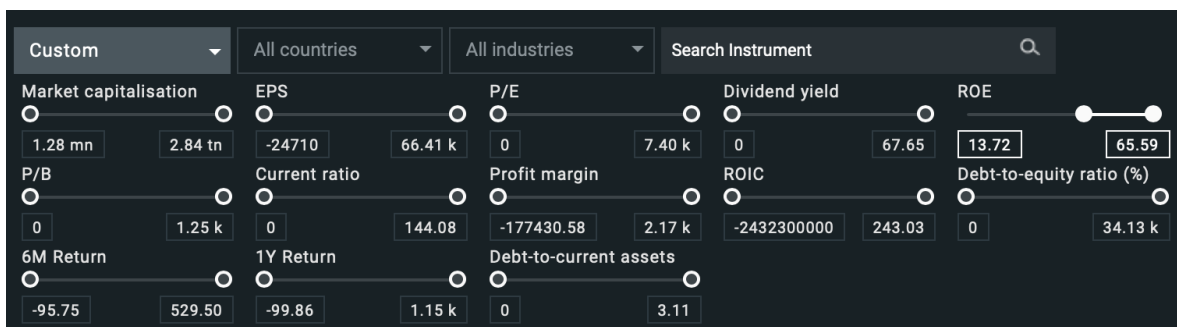 Custom All countries All industries Search Instrument
Market capitalisation EPS P/E Dividend yield ROE
1.28 mn 2.84 tn -24710 66.41 k 0 7.40 k 0 67.65 13.72 65.59
P/B Current ratio Profit margin ROIC Debt-to-equity ratio (%)
0 1.25 k 0 144.08 -177430.58 2.17 k -2432300000 243.03 0 34.13 k
6M Return 1Y Return Debt-to-current assets
-95.75 529.50 -99.86 1.15 k 0 3.11